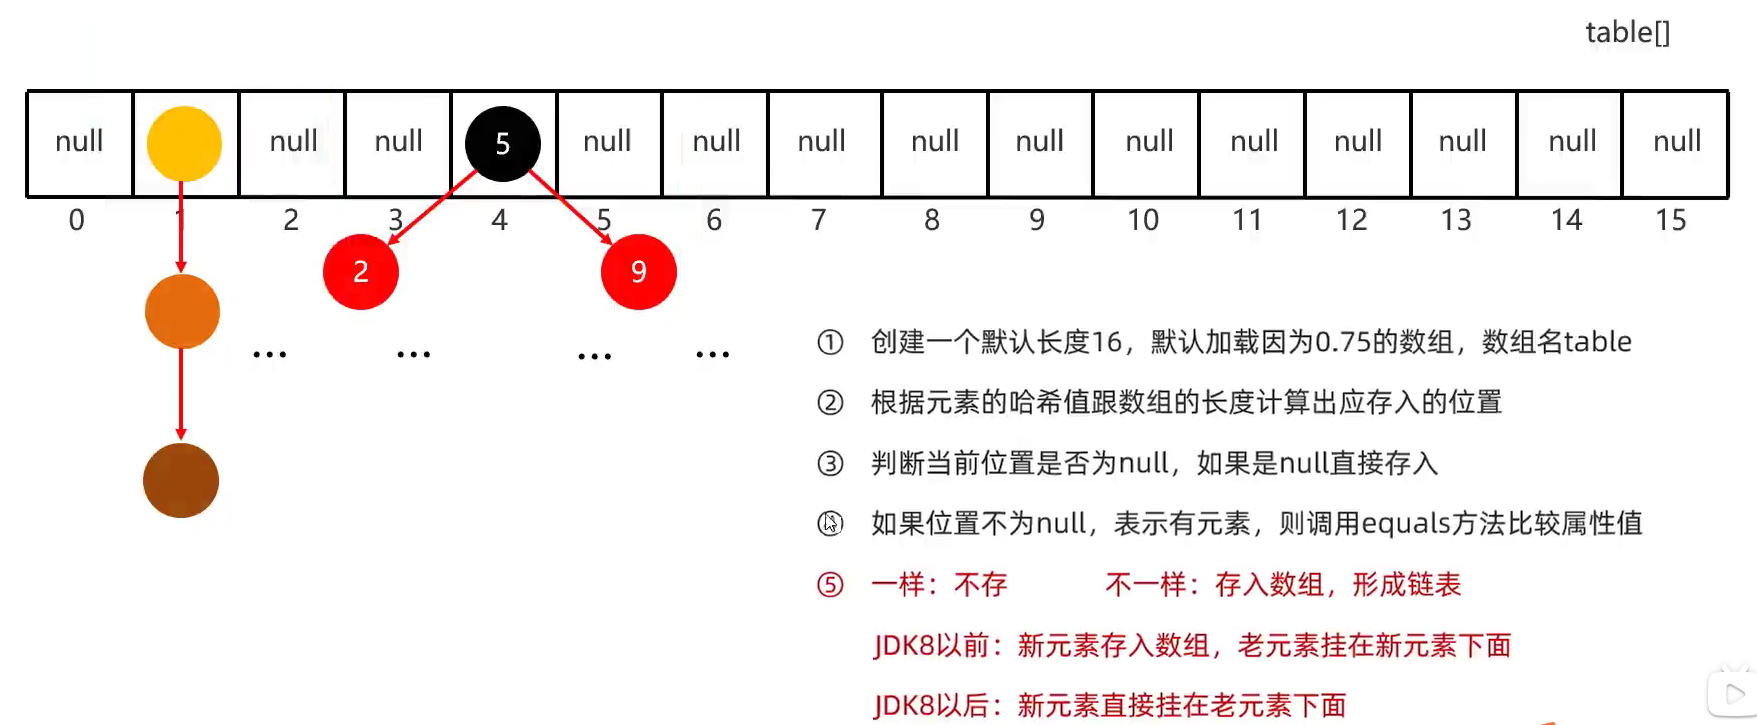 table[]
null null null 5 null null null null null null null null null null null
0 1 2 3 4 5 6 7 8 9 10 11 12 13 14 15
2 9
... ... ... ...
① 创建一个默认长度16，默认加载因为0.75的数组，数组名table
② 根据元素的哈希值跟数组的长度计算出应存入的位置
③ 判断当前位置是否为null，如果是null直接存入
④ 如果位置不为null，表示有元素，则调用equals方法比较属性值
⑤ 一样：不存 不一样：存入数组，形成链表
JDK8以前：新元素存入数组，老元素挂在新元素下面
JDK8以后：新元素直接挂在老元素下面